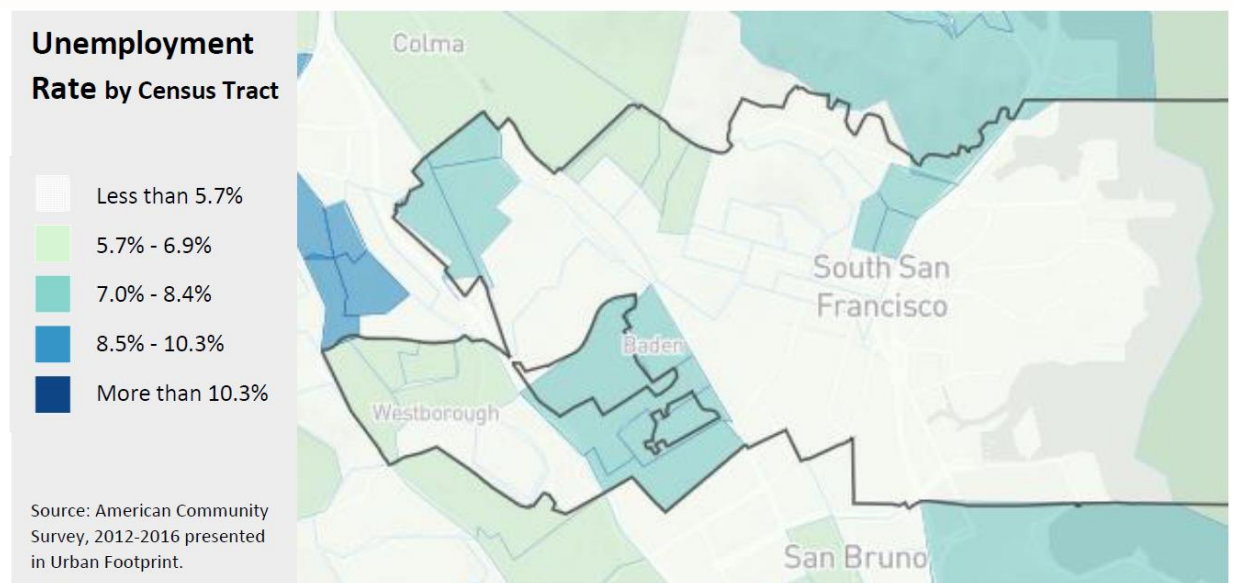 Unemployment
Rate by Census Tract
Less than 5.7%
5.7% - 6.9%
7.0% - 8.4%
8.5% - 10.3%
More than 10.3%
Source: American Community
Survey, 2012-2016 presented
in Urban Footprint.
Colma
South San
Francisco
Baden
Westborough
San Bruno